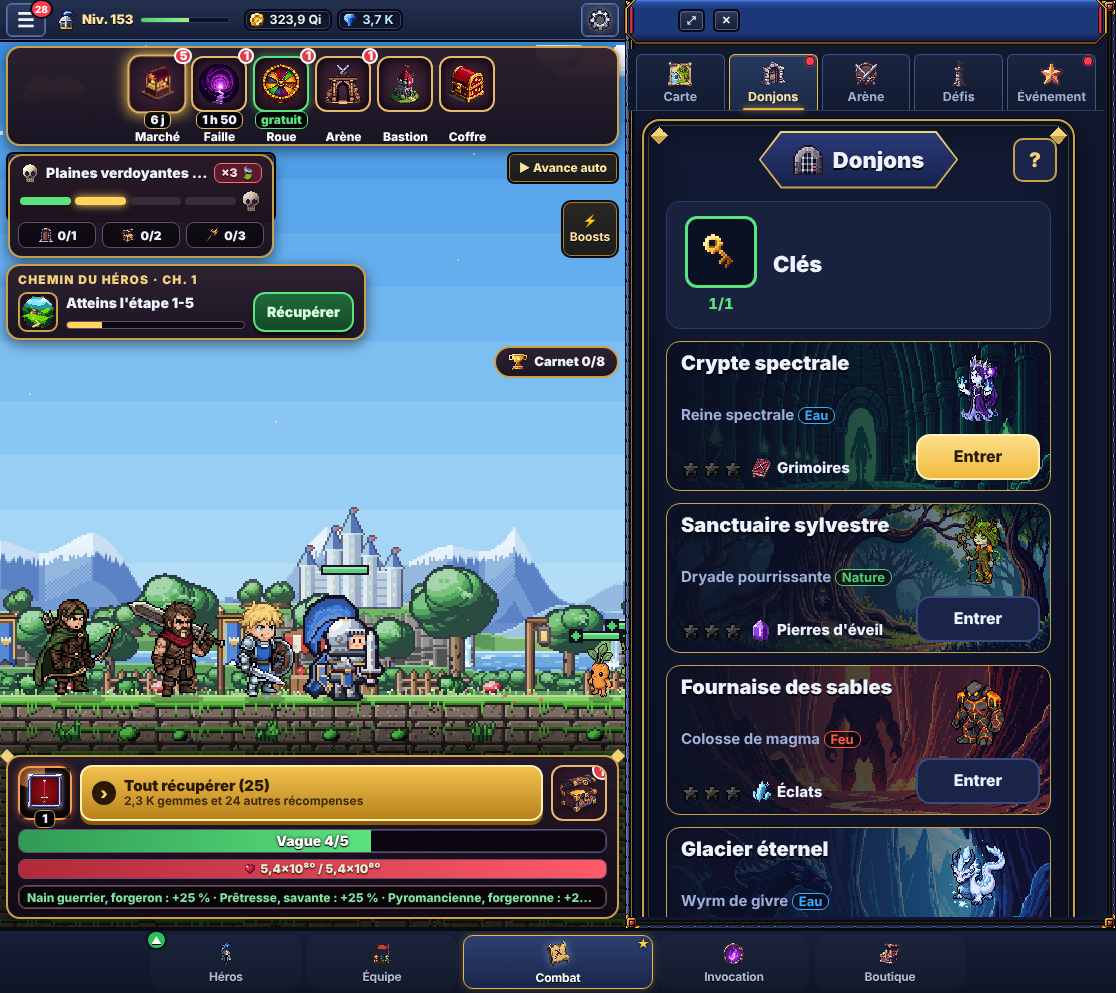 28
Niv. 153
323,9 Qi
3,7 K
5
1
1
1
6 j
1 h 50
gratuit
Marché
Faille
Roue
Arène
Bastion
Coffre
Plaines verdoyantes ...
×3
0/1
0/2
0/3
Avance auto
Boosts
CHEMIN DU HÉROS · CH. 1
Atteins l'étape 1-5
Récupérer
Carnet 0/8
1
Tout récupérer (25)
2,3 K gemmes et 24 autres récompenses
Vague 4/5
5,4×10⁸⁰ / 5,4×10⁸⁰
Nain guerrier, forgeron : +25 % · Prêtresse, savante : +25 % · Pyromancienne, forgeronne : +2...
Carte
Donjons
Arène
Défis
Événement
Donjons
?
Clés
1/1
Crypte spectrale
Reine spectrale Eau
Grimoires
Entrer
Sanctuaire sylvestre
Dryade pourrissante Nature
Pierres d'éveil
Entrer
Fournaise des sables
Colosse de magma Feu
Éclats
Entrer
Glacier éternel
Wyrm de givre Eau
Héros
Équipe
Combat
Invocation
Boutique